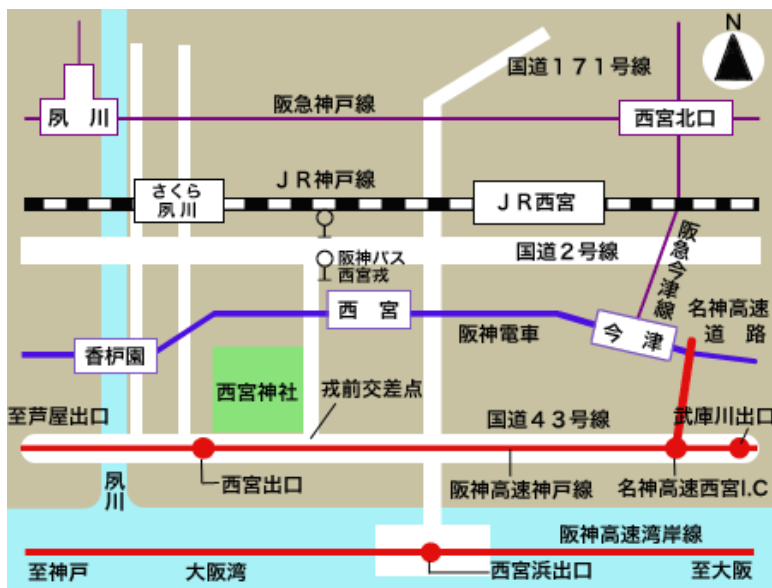 N
国道１７１号線
夙 川
阪急神戸線
西宮北口
さくら
夙川
ＪＲ神戸線
ＪＲ西宮
国道２号線
阪神バス
西宮戎
阪急今津線
西 宮
名神高速
道 路
阪神電車
今 津
香枦園
西宮神社
戎前交差点
至芦屋出口
国道４３号線
武庫川出口
夙川
西宮出口
阪神高速神戸線
名神高速西宮I.C
阪神高速湾岸線
至神戸
大阪湾
西宮浜出口
至大阪